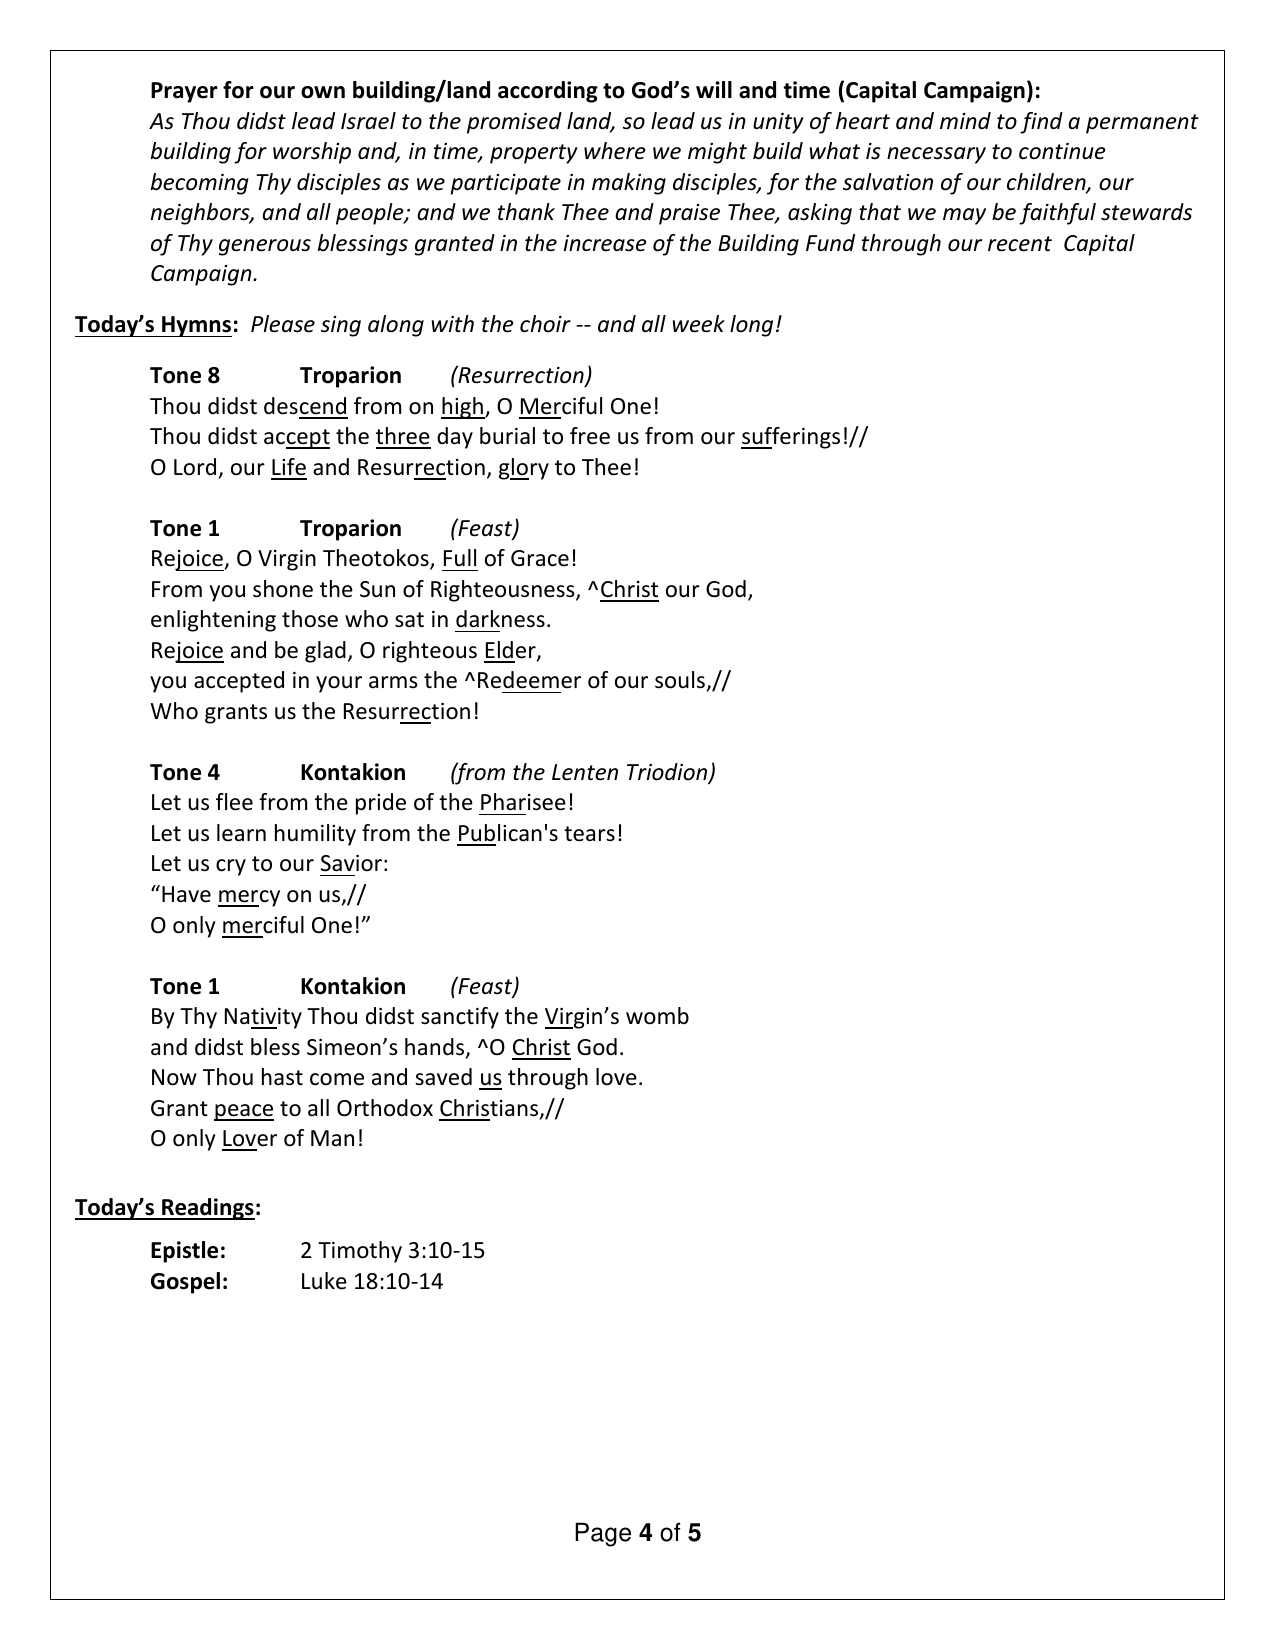 Prayer for our own building/land according to God’s will and time (Capital Campaign):
As Thou didst lead Israel to the promised land, so lead us in unity of heart and mind to find a permanent
building for worship and, in time, property where we might build what is necessary to continue
becoming Thy disciples as we participate in making disciples, for the salvation of our children, our
neighbors, and all people; and we thank Thee and praise Thee, asking that we may be faithful stewards
of Thy generous blessings granted in the increase of the Building Fund through our recent  Capital
Campaign.
Today’s Hymns:  Please sing along with the choir -- and all week long!
Tone 8 Troparion (Resurrection)
Thou didst descend from on high, O Merciful One!
Thou didst accept the three day burial to free us from our sufferings!//
O Lord, our Life and Resurrection, glory to Thee!
Tone 1 Troparion (Feast)
Rejoice, O Virgin Theotokos, Full of Grace!
From you shone the Sun of Righteousness, ^Christ our God,
enlightening those who sat in darkness.
Rejoice and be glad, O righteous Elder,
you accepted in your arms the ^Redeemer of our souls,//
Who grants us the Resurrection!
Tone 4 Kontakion (from the Lenten Triodion)
Let us flee from the pride of the Pharisee!
Let us learn humility from the Publican's tears!
Let us cry to our Savior:
“Have mercy on us,//
O only merciful One!”
Tone 1 Kontakion (Feast)
By Thy Nativity Thou didst sanctify the Virgin’s womb
and didst bless Simeon’s hands, ^O Christ God.
Now Thou hast come and saved us through love.
Grant peace to all Orthodox Christians,//
O only Lover of Man!
Today’s Readings:
Epistle: 2 Timothy 3:10-15
Gospel: Luke 18:10-14
Page 4 of 5